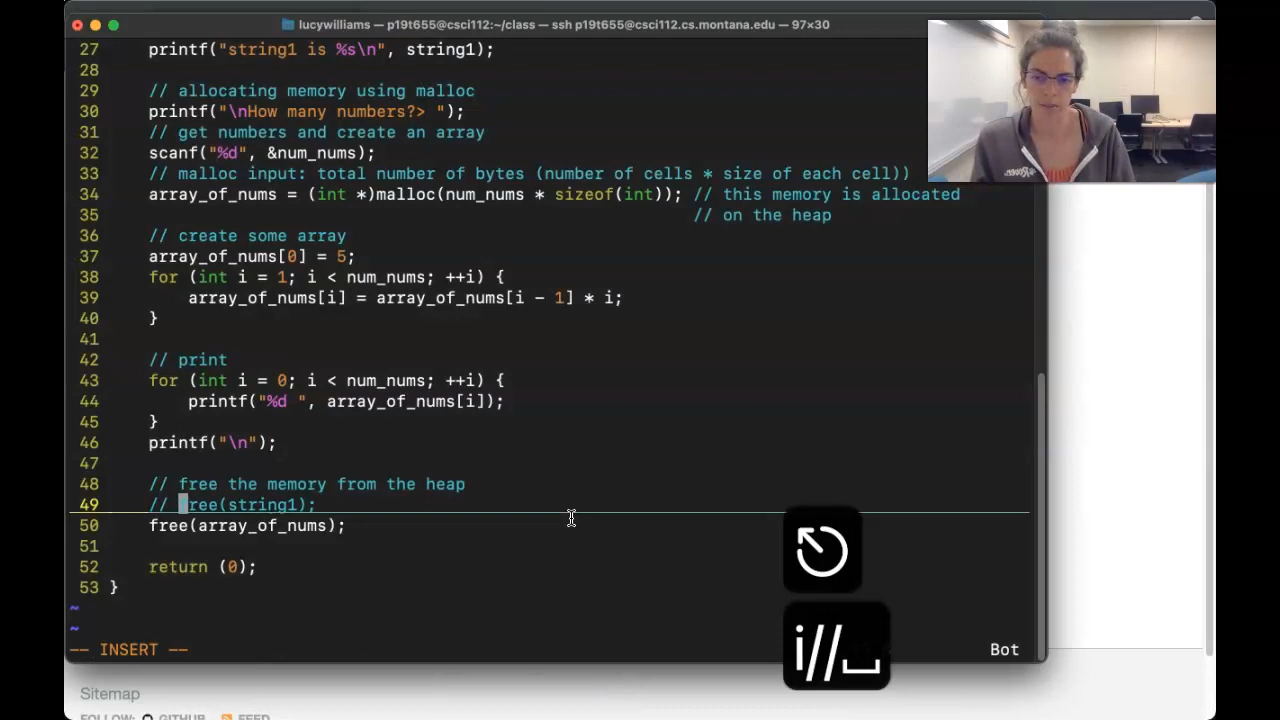 lucywilliams — p19t655@csci112:~/class — ssh p19t655@csci112.cs.montana.edu — 97×30
27 printf("string1 is %s\n", string1);
28
29 // allocating memory using malloc
30 printf("\nHow many numbers?> ");
31 // get numbers and create an array
32 scanf("%d", &num_nums);
33 // malloc input: total number of bytes (number of cells * size of each cell))
34 array_of_nums = (int *)malloc(num_nums * sizeof(int)); // this memory is allocated
35 // on the heap
36 // create some array
37 array_of_nums[0] = 5;
38 for (int i = 1; i < num_nums; ++i) {
39 array_of_nums[i] = array_of_nums[i - 1] * i;
40 }
41
42 // print
43 for (int i = 0; i < num_nums; ++i) {
44 printf("%d ", array_of_nums[i]);
45 }
46 printf("\n");
47
48 // free the memory from the heap
49 // free(string1);
50 free(array_of_nums);
51
52 return (0);
53 }
~
~
-- INSERT -- Bot
i//␣
Sitemap
FOLLOW: GITHUB FEED